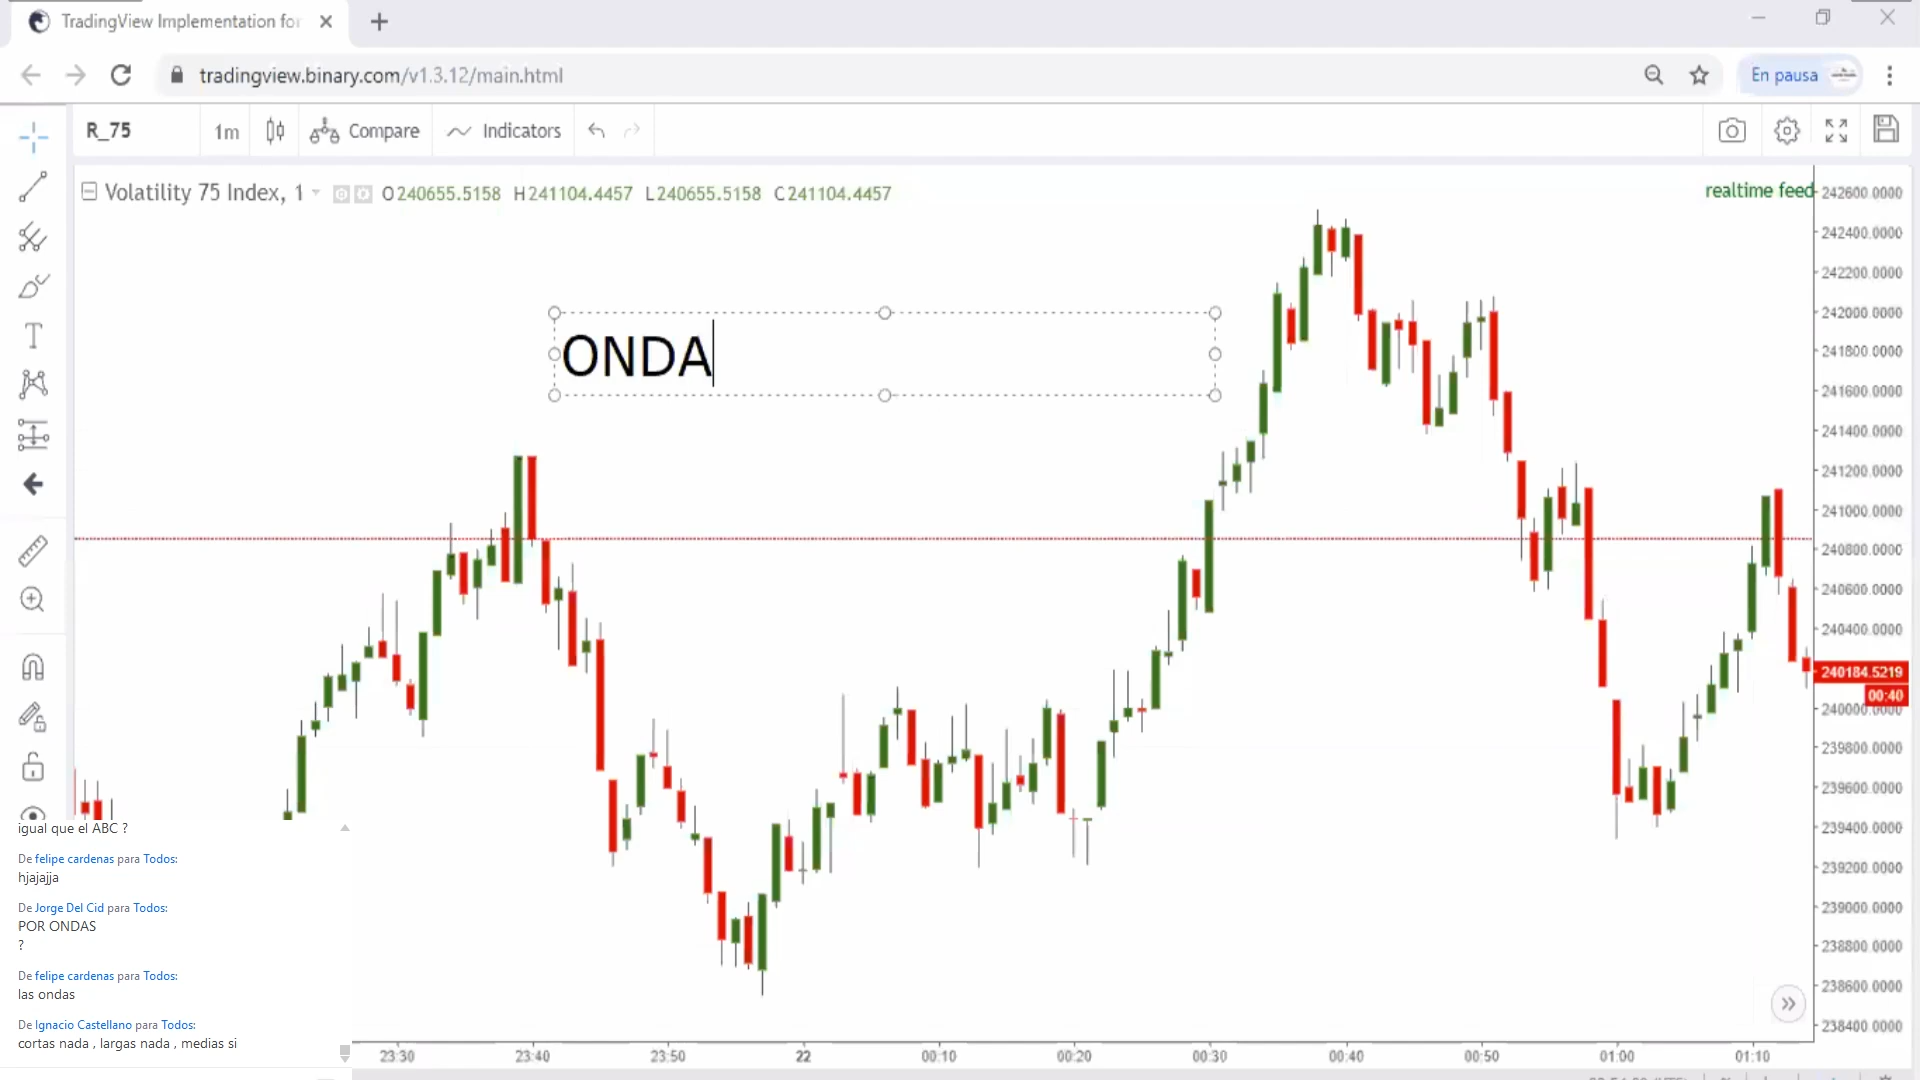 TradingView Implementation for
tradingview.binary.com/v1.3.12/main.html
En pausa
R_75
1m
Compare
Indicators
Volatility 75 Index, 1
O240655.5158 H241104.4457 L240655.5158 C241104.4457
realtime feed
ONDA
242600.0000
242400.0000
242200.0000
242000.0000
241800.0000
241600.0000
241400.0000
241200.0000
241000.0000
240800.0000
240600.0000
240400.0000
240184.5219
00:40
240000.0000
239800.0000
239600.0000
239400.0000
239200.0000
239000.0000
238800.0000
238600.0000
238400.0000
igual que el ABC ?
De felipe cardenas para Todos:
hjajajja
De Jorge Del Cid para Todos:
POR ONDAS
?
De felipe cardenas para Todos:
las ondas
De Ignacio Castellano para Todos:
cortas nada , largas nada , medias si
23:30 23:40 23:50 22 00:10 00:20 00:30 00:40 00:50 01:00 01:10